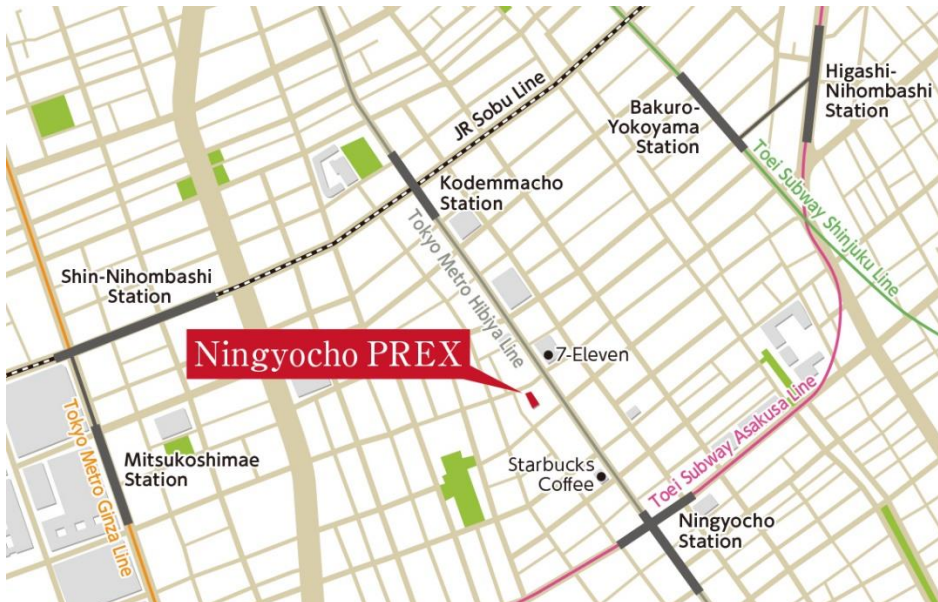 Higashi-
Nihombashi
Station
Bakuro-
Yokoyama
Station
JR Sobu Line
Toei Subway Shinjuku Line
Kodemmacho
Station
Tokyo Metro Hibiya Line
Shin-Nihombashi
Station
Ningyocho PREX
7-Eleven
Tokyo Metro Ginza Line
Mitsukoshimae
Station
Starbucks
Coffee
Toei Subway Asakusa Line
Ningyocho
Station